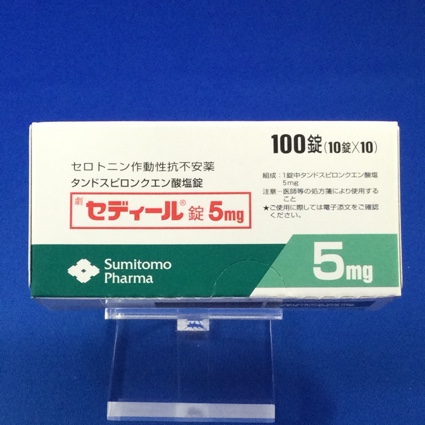 100錠(10錠×10)
セロトニン作動性抗不安薬
タンドスピロンクエン酸塩錠
劇 セディール®錠 5mg
組成:1錠中タンドスピロンクエン酸塩
5mg
注意-医師等の処方箋により使用する
こと
★ご使用に際しては電子添文をご確認
ください。
Sumitomo
Pharma
5mg